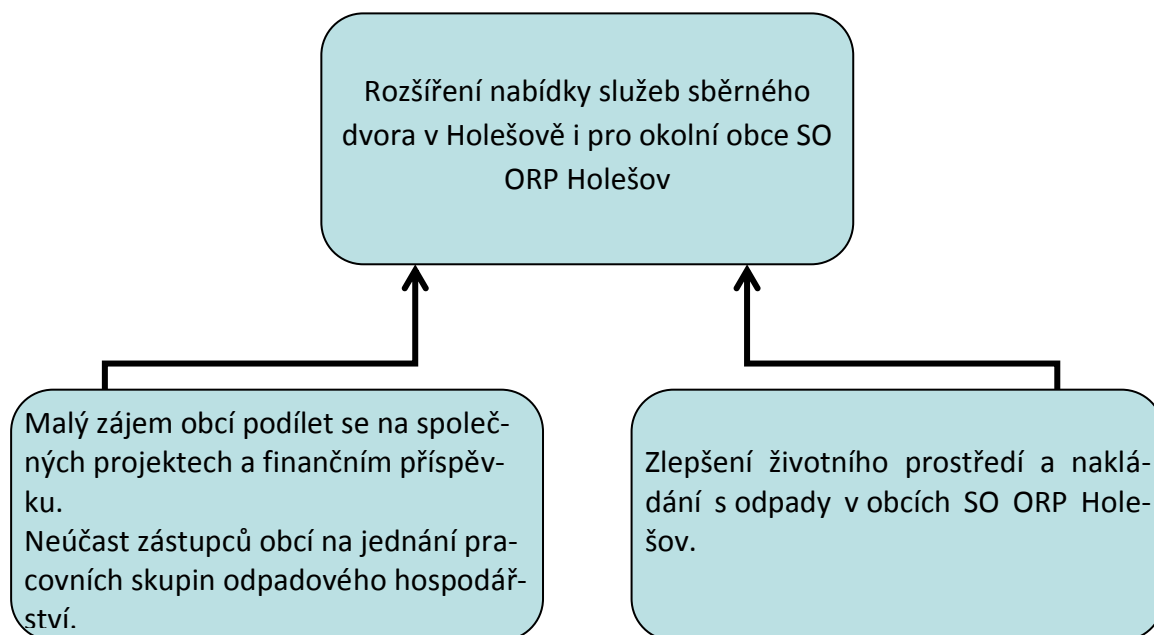 Rozšíření nabídky služeb sběrného
dvora v Holešově i pro okolní obce SO
ORP Holešov
Malý zájem obcí podílet se na společ-
ných projektech a finančním příspěv-
ku.
Neúčast zástupců obcí na jednání pra-
covních skupin odpadového hospodář-
ství.
Zlepšení životního prostředí a naklá-
dání s odpady v obcích SO ORP Hole-
šov.